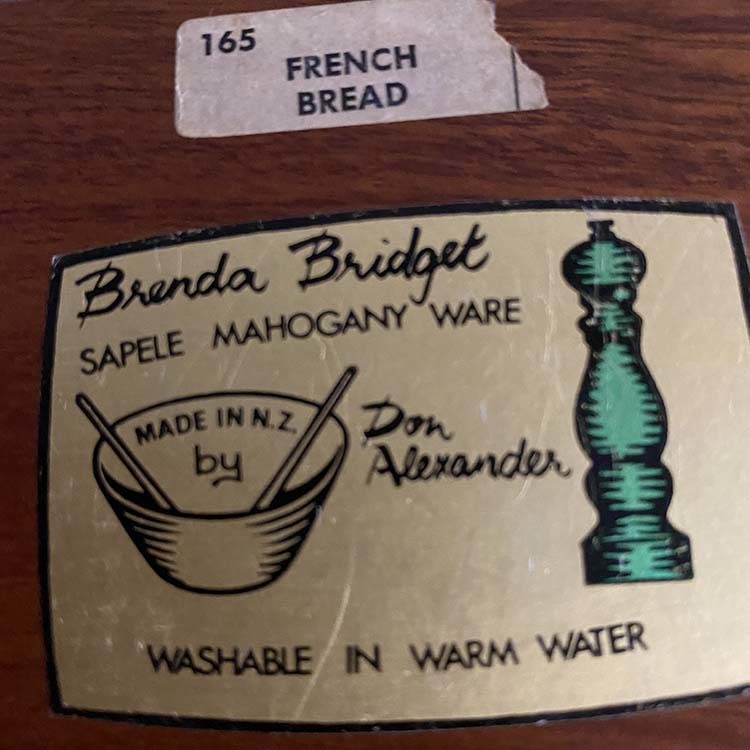 165
FRENCH
BREAD
Brenda Bridget
SAPELE MAHOGANY WARE
MADE IN N.Z.
by
Don
Alexander
WASHABLE IN WARM WATER